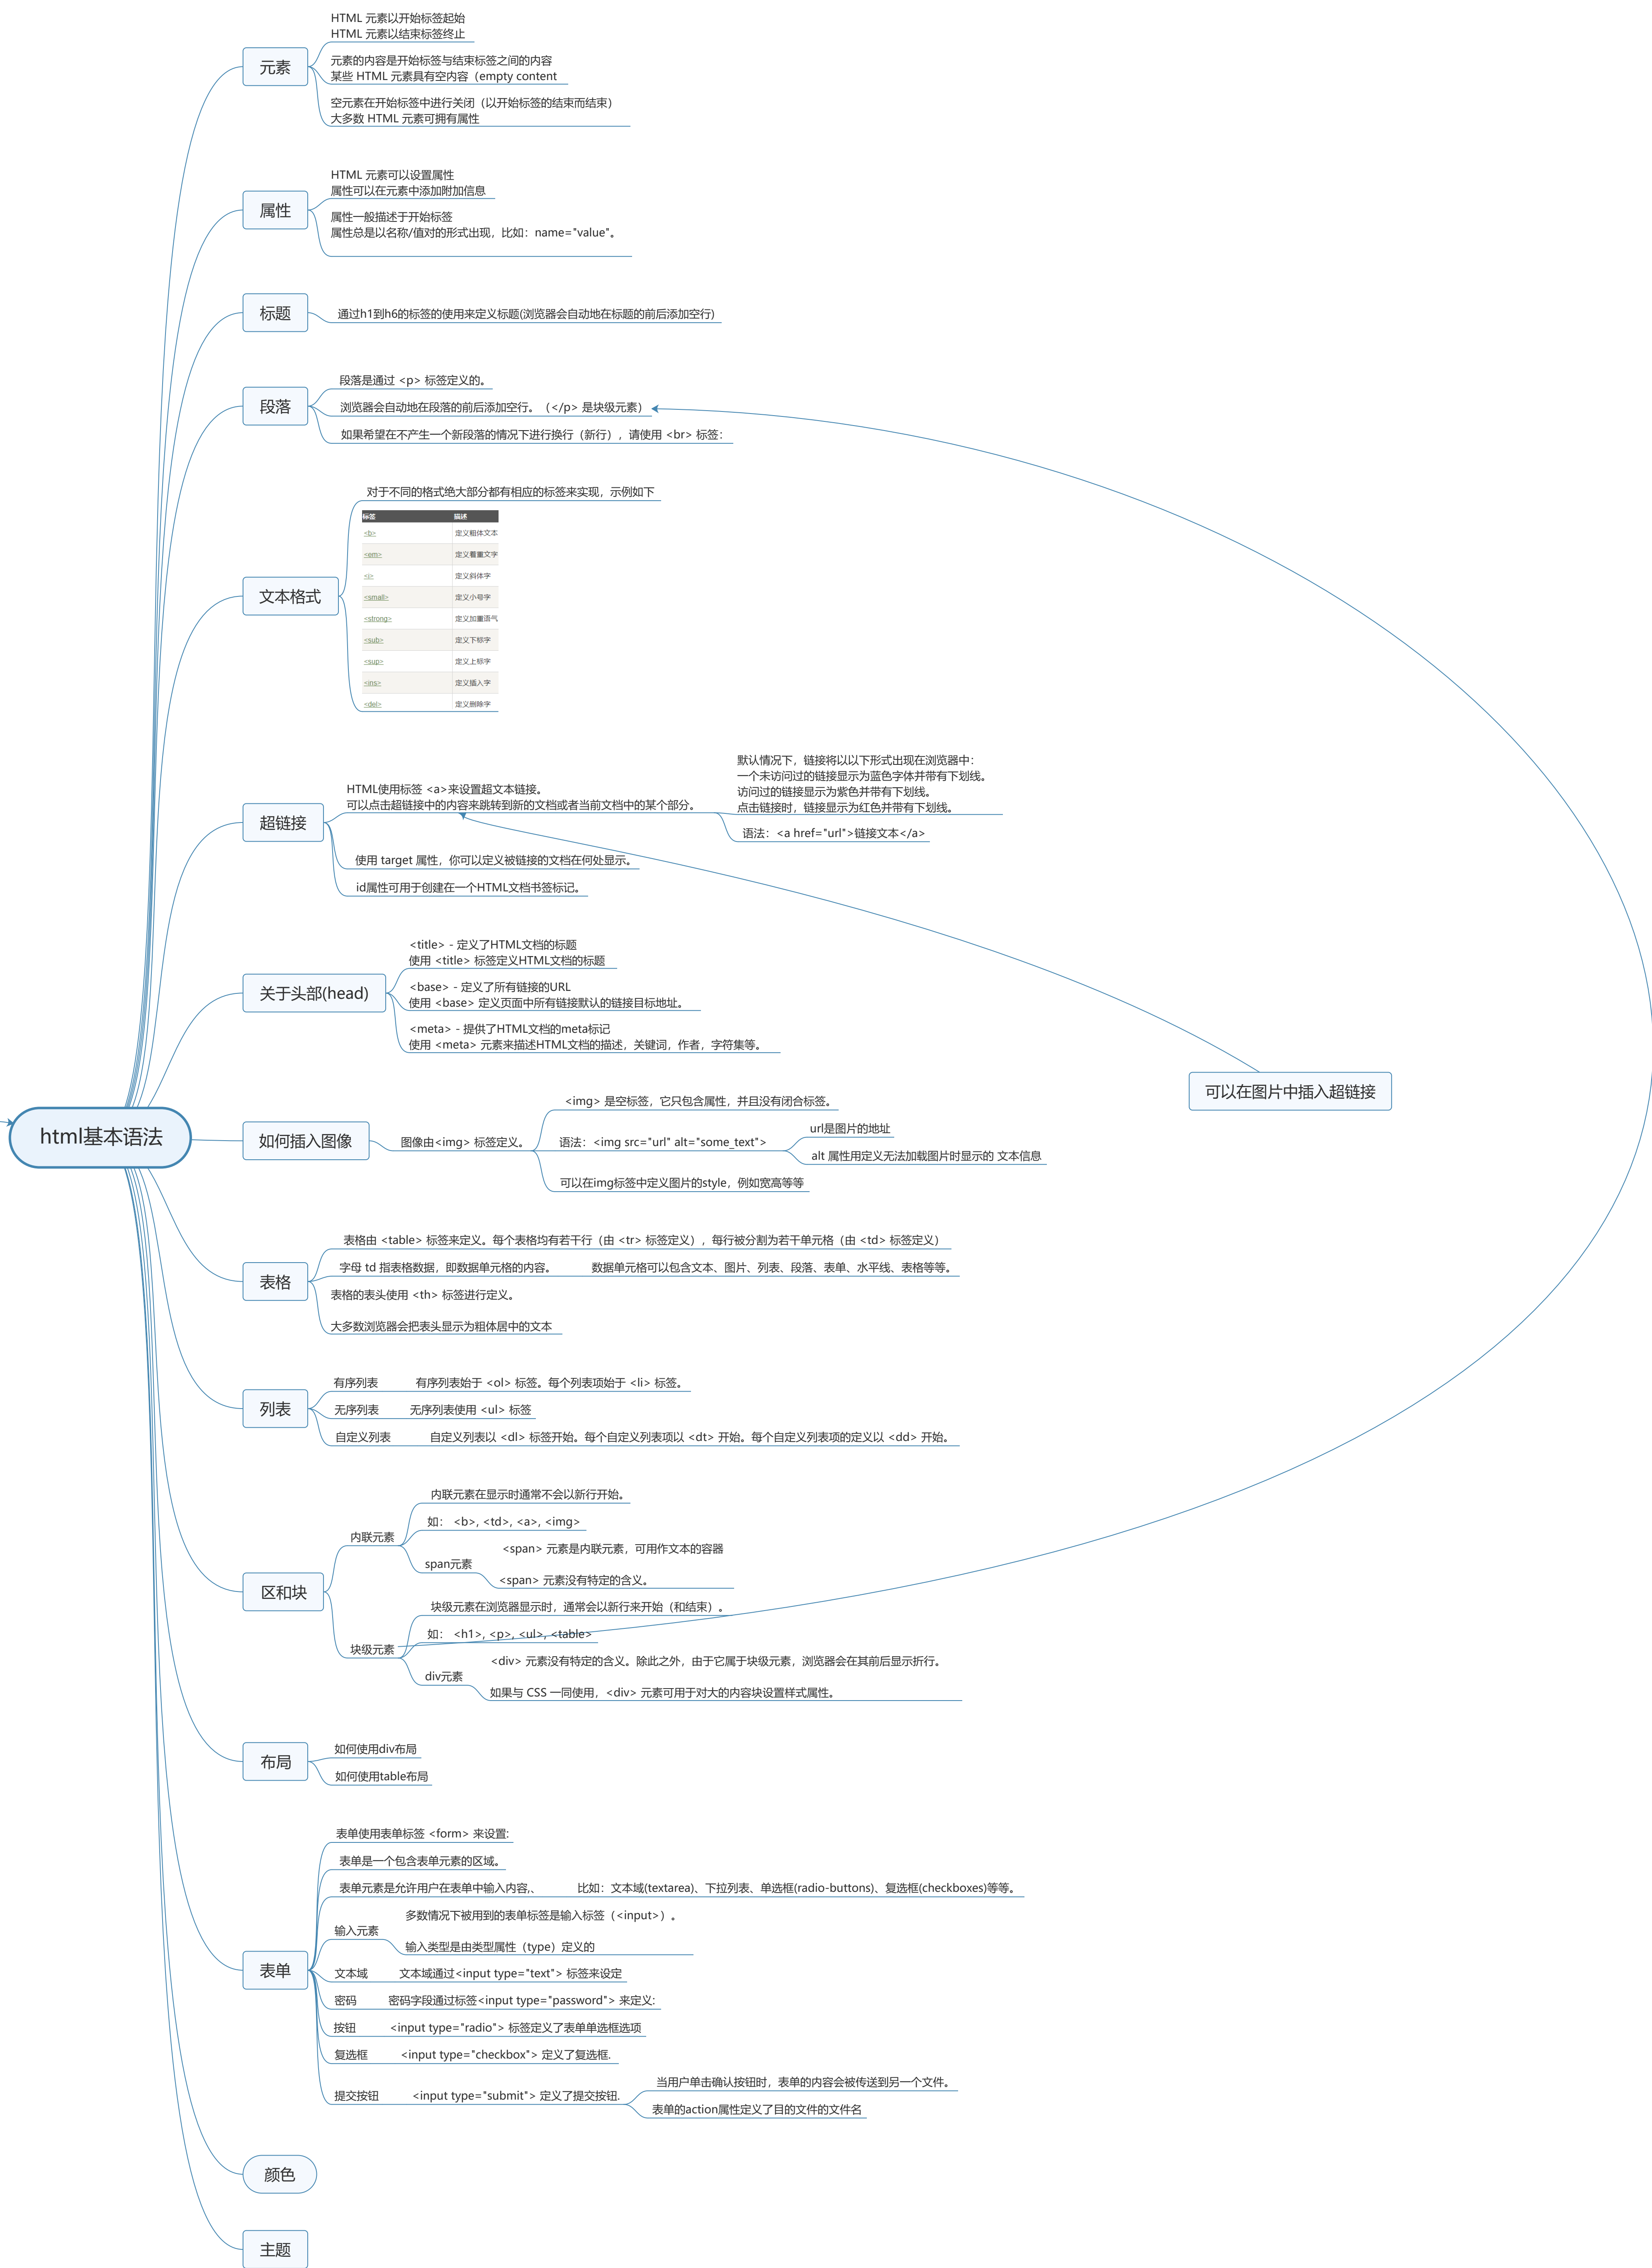 html基本语法
元素
HTML 元素以开始标签起始
HTML 元素以结束标签终止
元素的内容是开始标签与结束标签之间的内容
某些 HTML 元素具有空内容（empty content
空元素在开始标签中进行关闭（以开始标签的结束而结束）
大多数 HTML 元素可拥有属性
属性
HTML 元素可以设置属性
属性可以在元素中添加附加信息
属性一般描述于开始标签
属性总是以名称/值对的形式出现，比如：name="value"。
标题
通过h1到h6的标签的使用来定义标题(浏览器会自动地在标题的前后添加空行)
段落
段落是通过 <p> 标签定义的。
浏览器会自动地在段落的前后添加空行。（</p> 是块级元素）
如果希望在不产生一个新段落的情况下进行换行（新行），请使用 <br> 标签：
文本格式
对于不同的格式绝大部分都有相应的标签来实现，示例如下
标签 描述
<b> 定义粗体文本
<em> 定义着重文字
<i> 定义斜体字
<small> 定义小号字
<strong> 定义加重语气
<sub> 定义下标字
<sup> 定义上标字
<ins> 定义插入字
<del> 定义删除字
超链接
HTML使用标签 <a>来设置超文本链接。
可以点击超链接中的内容来跳转到新的文档或者当前文档中的某个部分。
默认情况下，链接将以以下形式出现在浏览器中：
一个未访问过的链接显示为蓝色字体并带有下划线。
访问过的链接显示为紫色并带有下划线。
点击链接时，链接显示为红色并带有下划线。
语法：<a href="url">链接文本</a>
使用 target 属性，你可以定义被链接的文档在何处显示。
id属性可用于创建在一个HTML文档书签标记。
关于头部(head)
<title> - 定义了HTML文档的标题
使用 <title> 标签定义HTML文档的标题
<base> - 定义了所有链接的URL
使用 <base> 定义页面中所有链接默认的链接目标地址。
<meta> - 提供了HTML文档的meta标记
使用 <meta> 元素来描述HTML文档的描述，关键词，作者，字符集等。
可以在图片中插入超链接
如何插入图像
图像由<img> 标签定义。
<img> 是空标签，它只包含属性，并且没有闭合标签。
语法：<img src="url" alt="some_text">
url是图片的地址
alt 属性用定义无法加载图片时显示的 文本信息
可以在img标签中定义图片的style，例如宽高等等
表格
表格由 <table> 标签来定义。每个表格均有若干行（由 <tr> 标签定义），每行被分割为若干单元格（由 <td> 标签定义）
字母 td 指表格数据，即数据单元格的内容。 数据单元格可以包含文本、图片、列表、段落、表单、水平线、表格等等。
表格的表头使用 <th> 标签进行定义。
大多数浏览器会把表头显示为粗体居中的文本
列表
有序列表 有序列表始于 <ol> 标签。每个列表项始于 <li> 标签。
无序列表 无序列表使用 <ul> 标签
自定义列表 自定义列表以 <dl> 标签开始。每个自定义列表项以 <dt> 开始。每个自定义列表项的定义以 <dd> 开始。
区和块
内联元素
内联元素在显示时通常不会以新行开始。
如： <b>, <td>, <a>, <img>
span元素
<span> 元素是内联元素，可用作文本的容器
<span> 元素没有特定的含义。
块级元素
块级元素在浏览器显示时，通常会以新行来开始（和结束）。
如： <h1>, <p>, <ul>, <table>
div元素
<div> 元素没有特定的含义。除此之外，由于它属于块级元素，浏览器会在其前后显示折行。
如果与 CSS 一同使用，<div> 元素可用于对大的内容块设置样式属性。
布局
如何使用div布局
如何使用table布局
表单
表单使用表单标签 <form> 来设置:
表单是一个包含表单元素的区域。
表单元素是允许用户在表单中输入内容,、 比如：文本域(textarea)、下拉列表、单选框(radio-buttons)、复选框(checkboxes)等等。
输入元素
多数情况下被用到的表单标签是输入标签（<input>）。
输入类型是由类型属性（type）定义的
文本域 文本域通过<input type="text"> 标签来设定
密码 密码字段通过标签<input type="password"> 来定义:
按钮 <input type="radio"> 标签定义了表单单选框选项
复选框 <input type="checkbox"> 定义了复选框.
提交按钮 <input type="submit"> 定义了提交按钮.
当用户单击确认按钮时，表单的内容会被传送到另一个文件。
表单的action属性定义了目的文件的文件名
颜色
主题